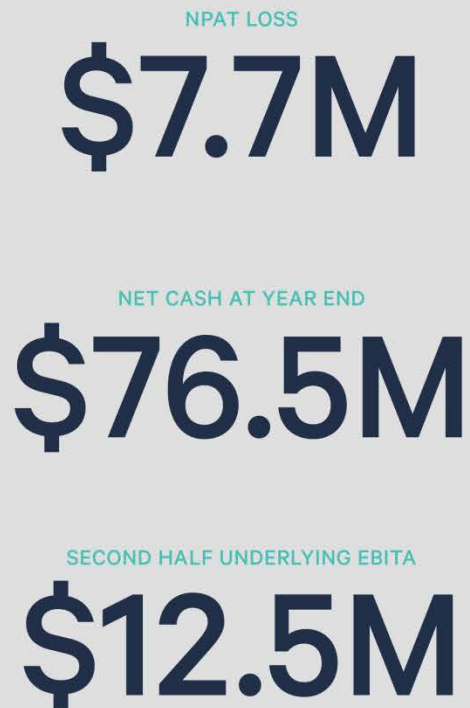 NPAT LOSS
$7.7M
NET CASH AT YEAR END
$76.5M
SECOND HALF UNDERLYING EBITA
$12.5M